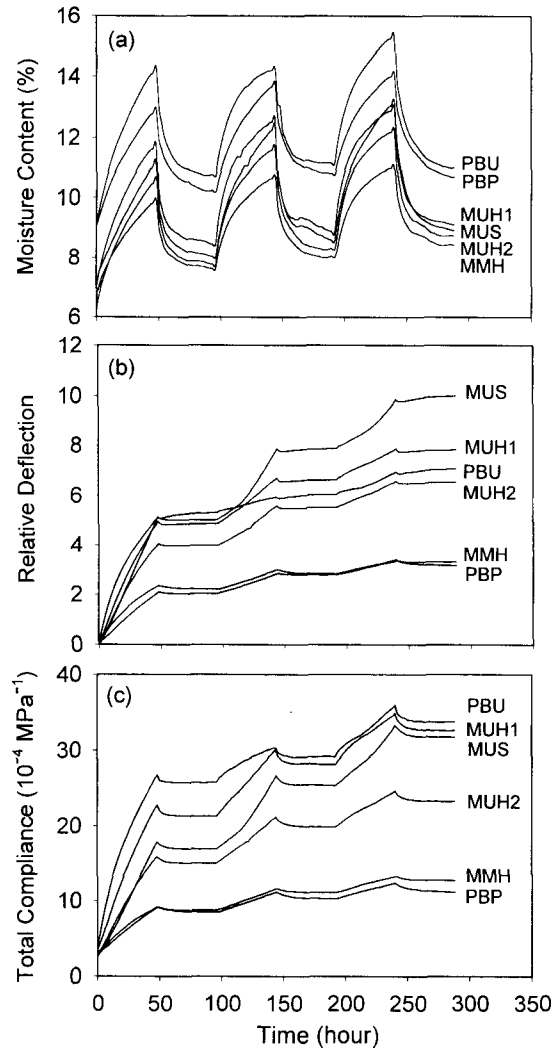 (a)
Moisture Content (%)
16
14
12
10
8
6
PBU
PBP
MUH1
MUS
MUH2
MMH
(b)
Relative Deflection
12
10
8
6
4
2
0
MUS
MUH1
PBU
MUH2
MMH
PBP
(c)
Total Compliance (10⁻⁴ MPa⁻¹)
40
30
20
10
0
PBU
MUH1
MUS
MUH2
MMH
PBP
0 50 100 150 200 250 300 350
Time (hour)